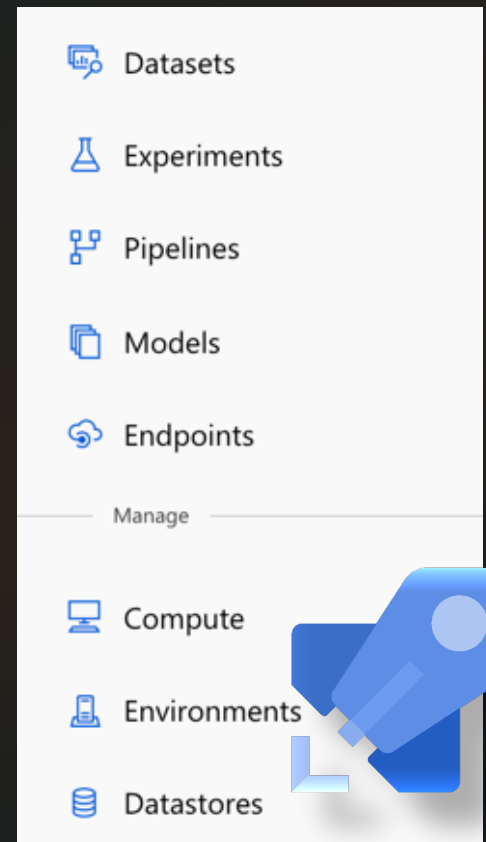 Datasets
Experiments
Pipelines
Models
Endpoints
Manage
Compute
Environments
Datastores